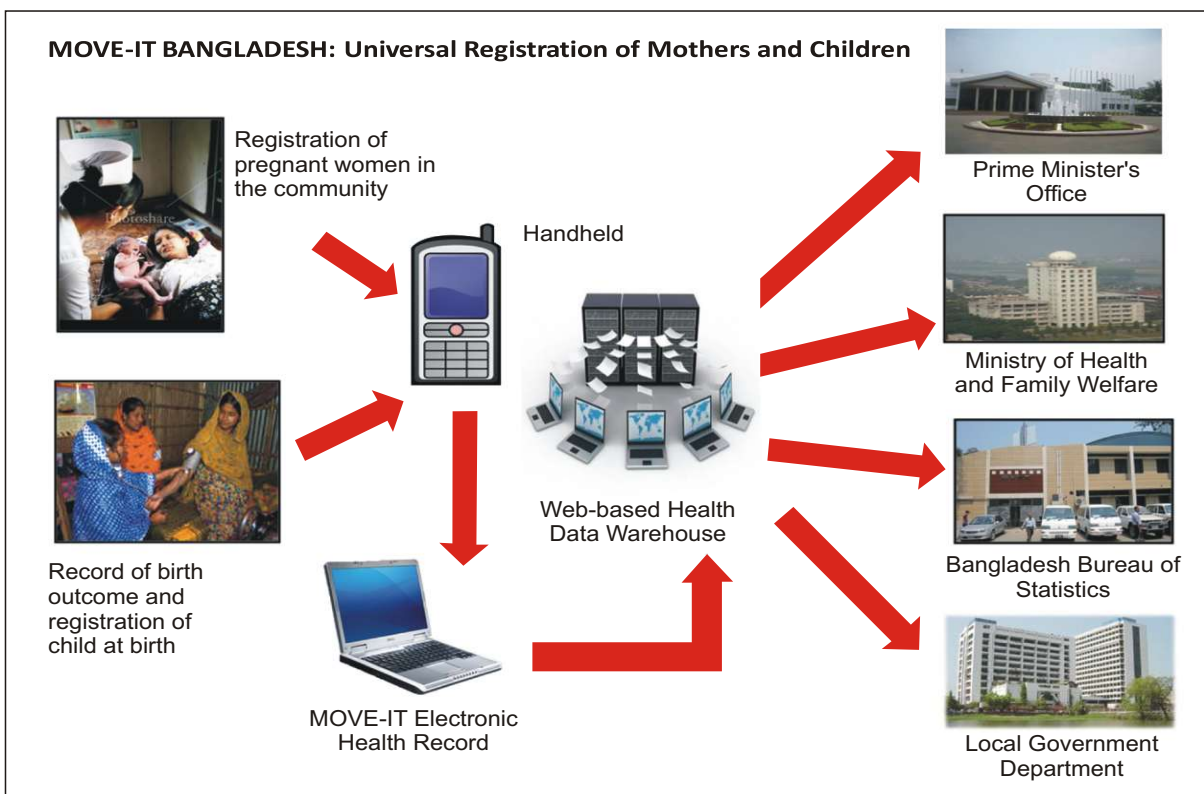 MOVE-IT BANGLADESH: Universal Registration of Mothers and Children
Registration of
pregnant women in
the community
Photoshare
Handheld
Record of birth
outcome and
registration of
child at birth
MOVE-IT Electronic
Health Record
Web-based Health
Data Warehouse
Prime Minister's
Office
Ministry of Health
and Family Welfare
Bangladesh Bureau of
Statistics
Local Government
Department